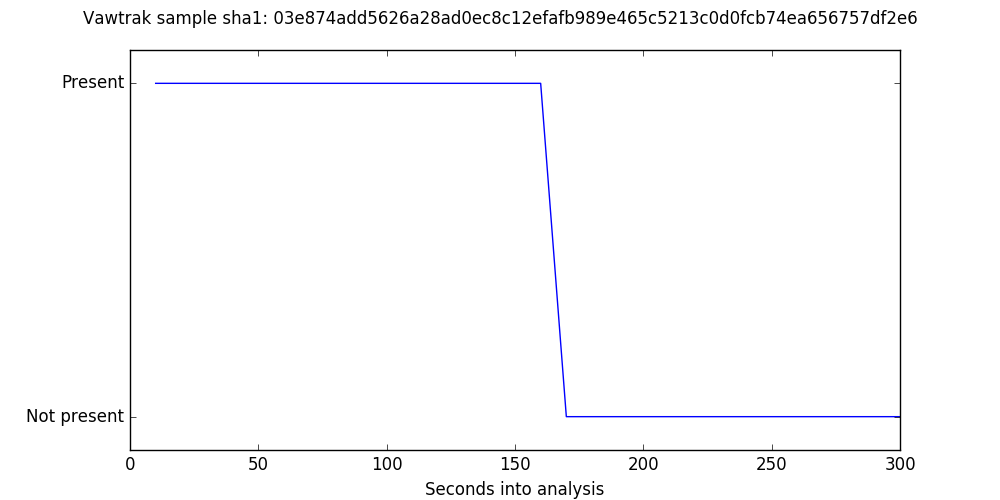 Vawtrak sample sha1: 03e874add5626a28ad0ec8c12efafb989e465c5213c0d0fcb74ea656757df2e6
Present
Not present
0 50 100 150 200 250 300
Seconds into analysis